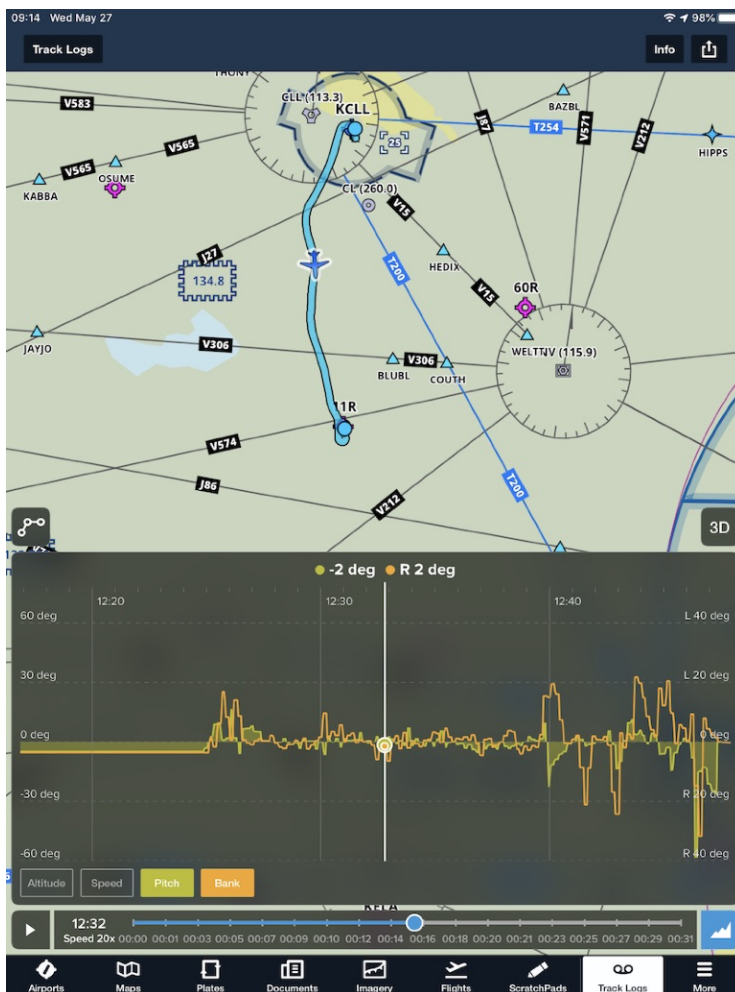 09:14 Wed May 27
98%
Track Logs
Info
THONY
CLL (113.3)
KCLL
BAZBL
V583
J87
V571
V212
T254
25
HIPPS
V565
V565
OSUME
KABBA
CL (260.0)
V15
J27
HEDIX
T200
134.8
V15
60R
JAYJO
V306
V306
BLUBL
COUTH
11R
V574
J86
T200
V212
3D
-2 deg R 2 deg
12:20
12:30
12:40
60 deg
L 40 deg
30 deg
L 20 deg
0 deg
0 deg
-30 deg
R 20 deg
-60 deg
R 40 deg
Altitude
Speed
Pitch
Bank
12:32
Speed 20x
00:00 00:01 00:03 00:05 00:07 00:09 00:10 00:12 00:14 00:16 00:18 00:20 00:21 00:23 00:25 00:27 00:29 00:31
Airports
Maps
Plates
Documents
Imagery
Flights
ScratchPads
Track Logs
More